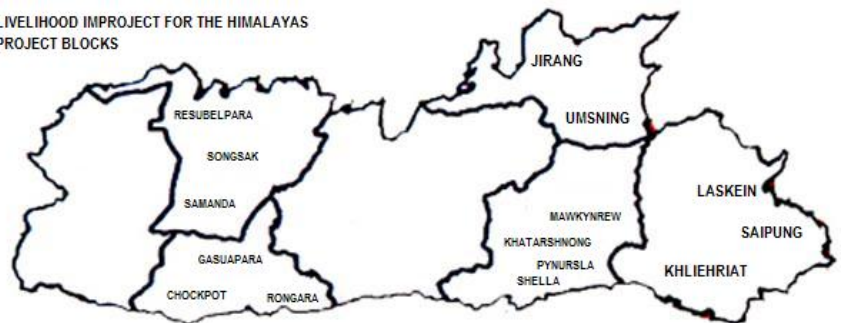 LIVELIHOOD IMPROJECT FOR THE HIMALAYAS
PROJECT BLOCKS
JIRANG
UMSNING
RESUBELPARA
SONGSAK
SAMANDA
GASUAPARA
CHOCKPOT
RONGARA
MAWKYNREW
KHATARSHNONG
PYNURSLA
SHELLA
LASKEIN
SAIPUNG
KHLIEHRIAT